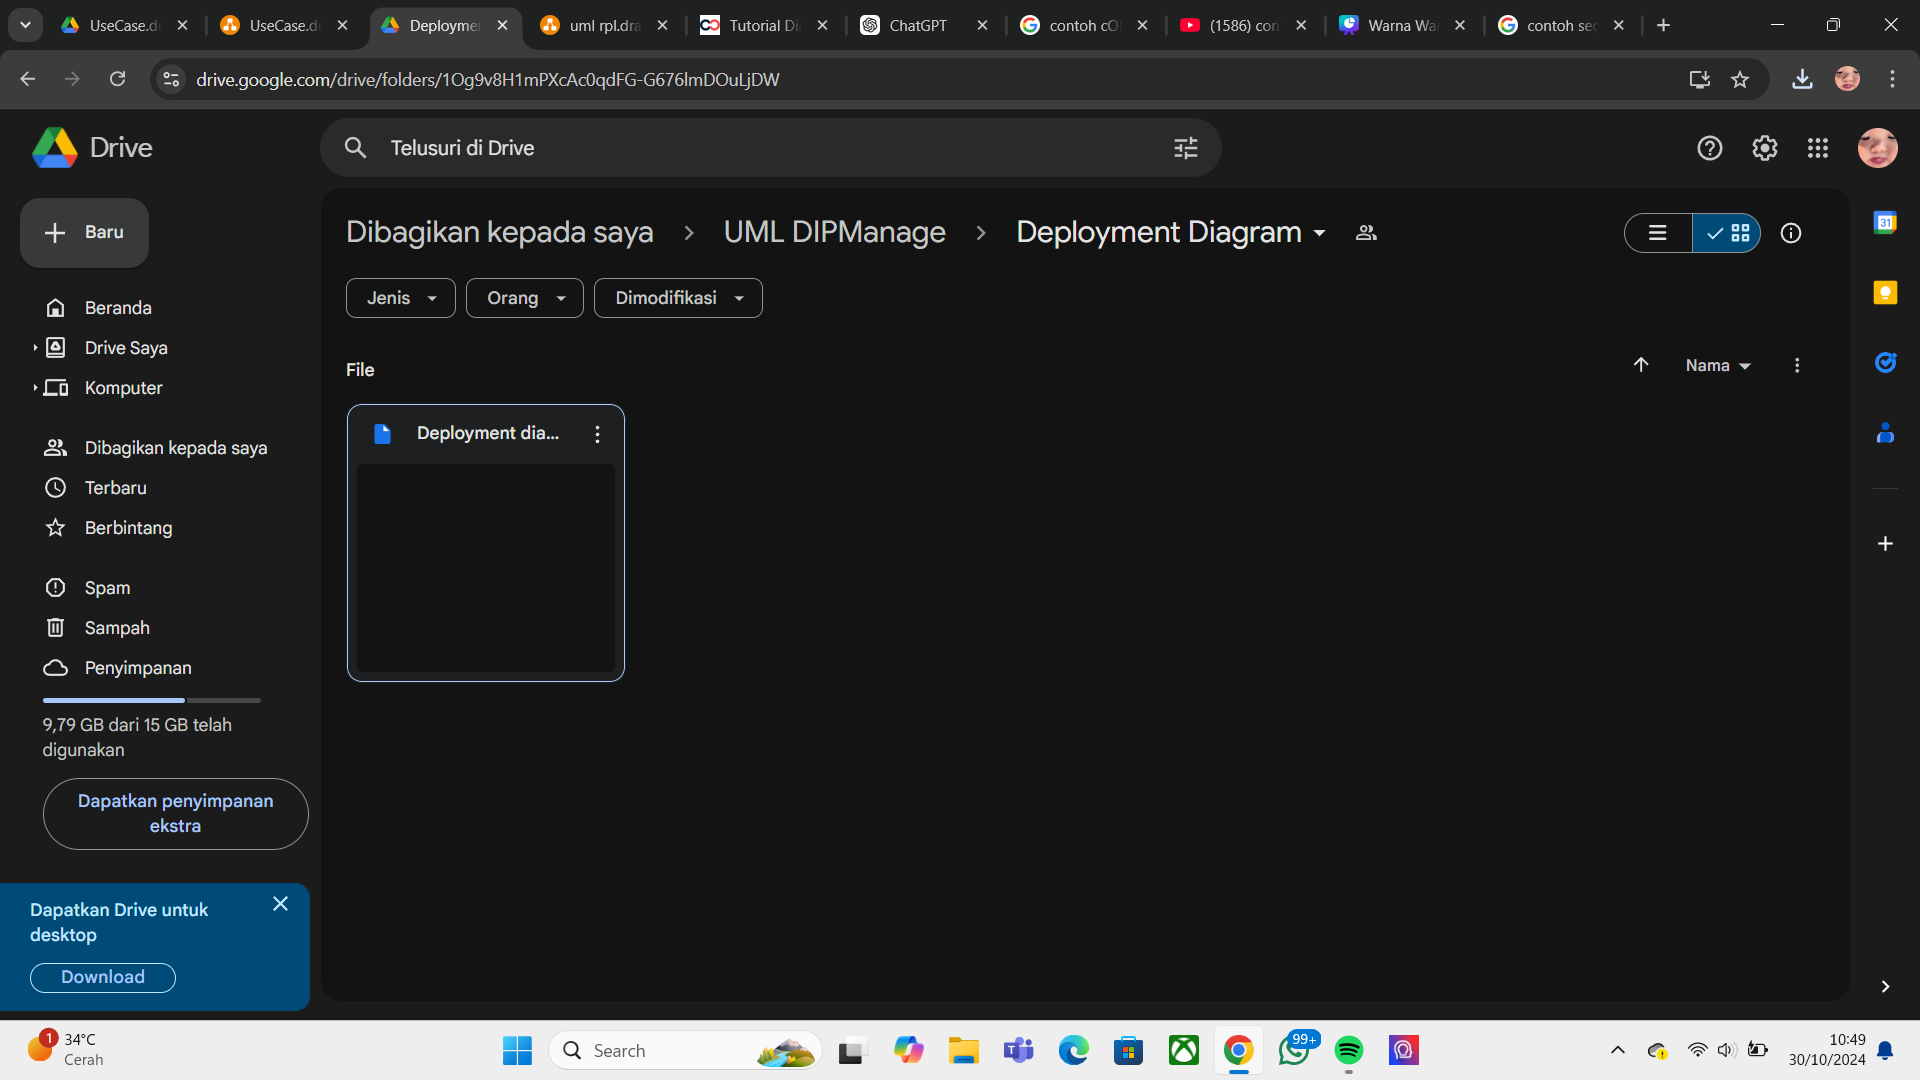 UseCase.d
UseCase.d
Deploymen
uml rpl.dra
Tutorial Di
ChatGPT
contoh cO
(1586) con
Warna Wa
contoh sec
drive.google.com/drive/folders/1Og9v8H1mPXcAc0qdFG-G676lmDOuLjDW
Drive
Telusuri di Drive
Baru
Dibagikan kepada saya
UML DIPManage
Deployment Diagram
Jenis
Orang
Dimodifikasi
Beranda
Drive Saya
Komputer
Dibagikan kepada saya
Terbaru
Berbintang
Spam
Sampah
Penyimpanan
9,79 GB dari 15 GB telah
digunakan
Dapatkan penyimpanan
ekstra
File
Nama
Deployment dia...
31
Dapatkan Drive untuk
desktop
Download
1
34°C
Cerah
Search
99+
10:49
30/10/2024